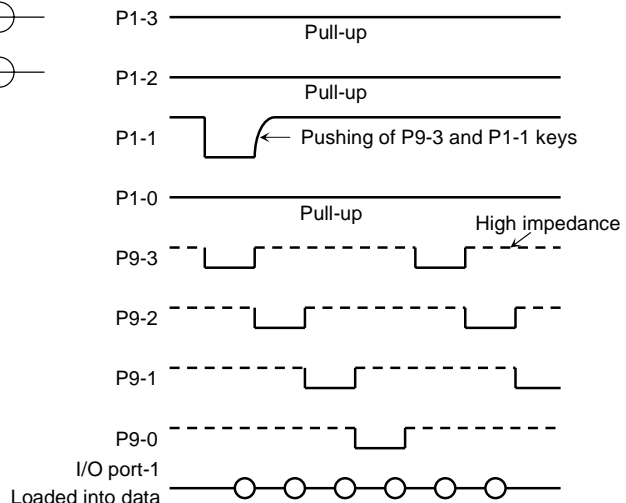 P1-3
Pull-up
P1-2
Pull-up
P1-1
Pushing of P9-3 and P1-1 keys
P1-0
Pull-up
High impedance
P9-3
P9-2
P9-1
P9-0
I/O port-1
Loaded into data